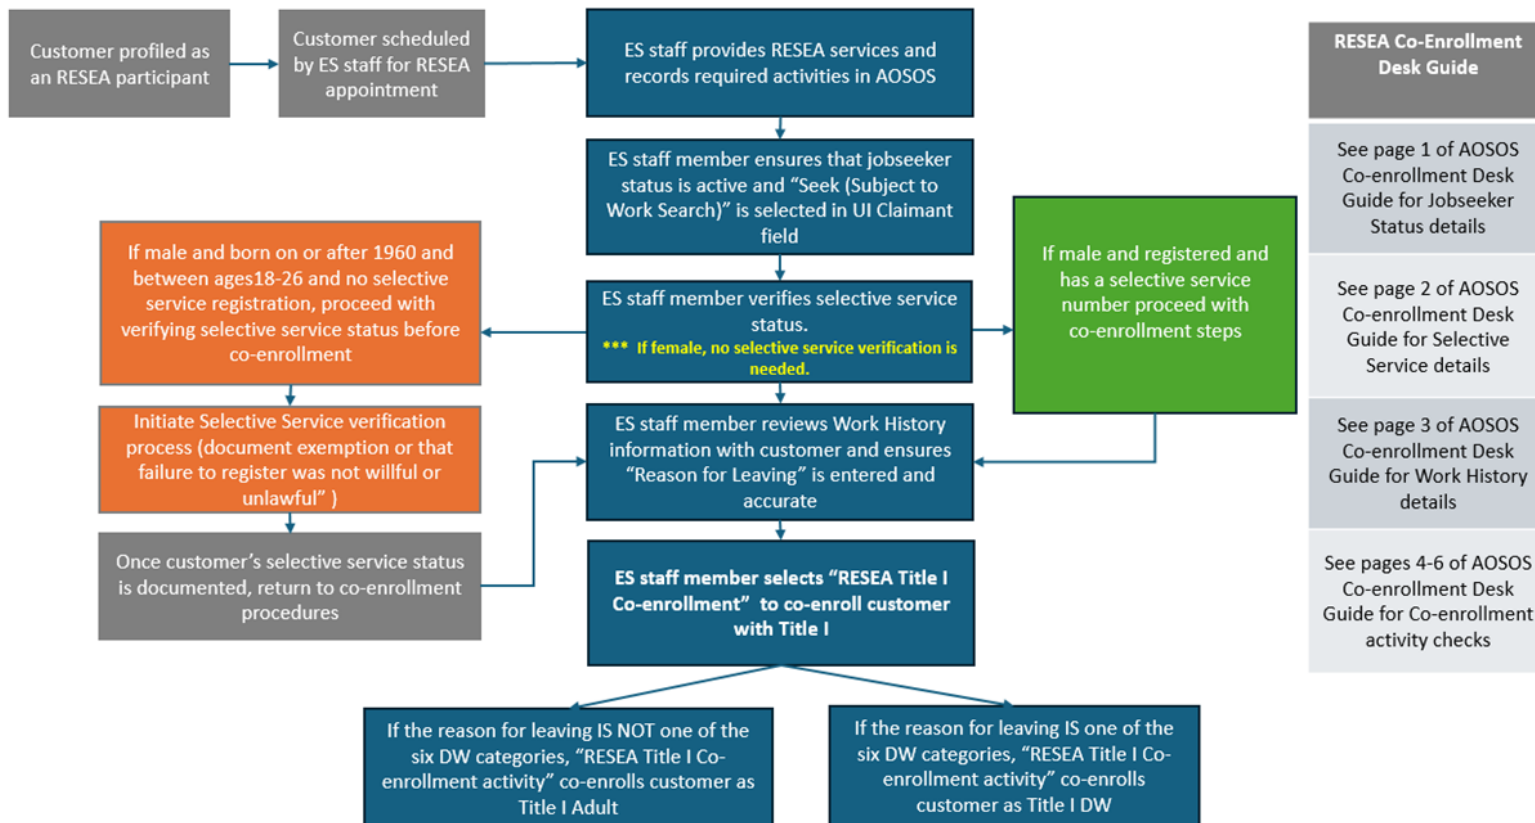 Customer profiled as
an RESEA participant
Customer scheduled
by ES staff for RESEA
appointment
ES staff provides RESEA services and
records required activities in AOSOS
ES staff member ensures that jobseeker
status is active and “Seek (Subject to
Work Search)” is selected in UI Claimant
field
If male and born on or after 1960 and
between ages18-26 and no selective
service registration, proceed with
verifying selective service status before
co-enrollment
ES staff member verifies selective service
status.
*** If female, no selective service verification is
needed.
If male and registered and
has a selective service
number proceed with
co-enrollment steps
Initiate Selective Service verification
process (document exemption or that
failure to register was not willful or
unlawful” )
ES staff member reviews Work History
information with customer and ensures
“Reason for Leaving” is entered and
accurate
Once customer’s selective service status
is documented, return to co-enrollment
procedures
ES staff member selects “RESEA Title I
Co-enrollment” to co-enroll customer
with Title I
If the reason for leaving IS NOT one of the
six DW categories, “RESEA Title I Co-
enrollment activity” co-enrolls customer as
Title I Adult
If the reason for leaving IS one of the
six DW categories, “RESEA Title I Co-
enrollment activity” co-enrolls
customer as Title I DW
RESEA Co-Enrollment
Desk Guide
See page 1 of AOSOS
Co-enrollment Desk
Guide for Jobseeker
Status details
See page 2 of AOSOS
Co-enrollment Desk
Guide for Selective
Service details
See page 3 of AOSOS
Co-enrollment Desk
Guide for Work History
details
See pages 4-6 of AOSOS
Co-enrollment Desk
Guide for Co-enrollment
activity checks